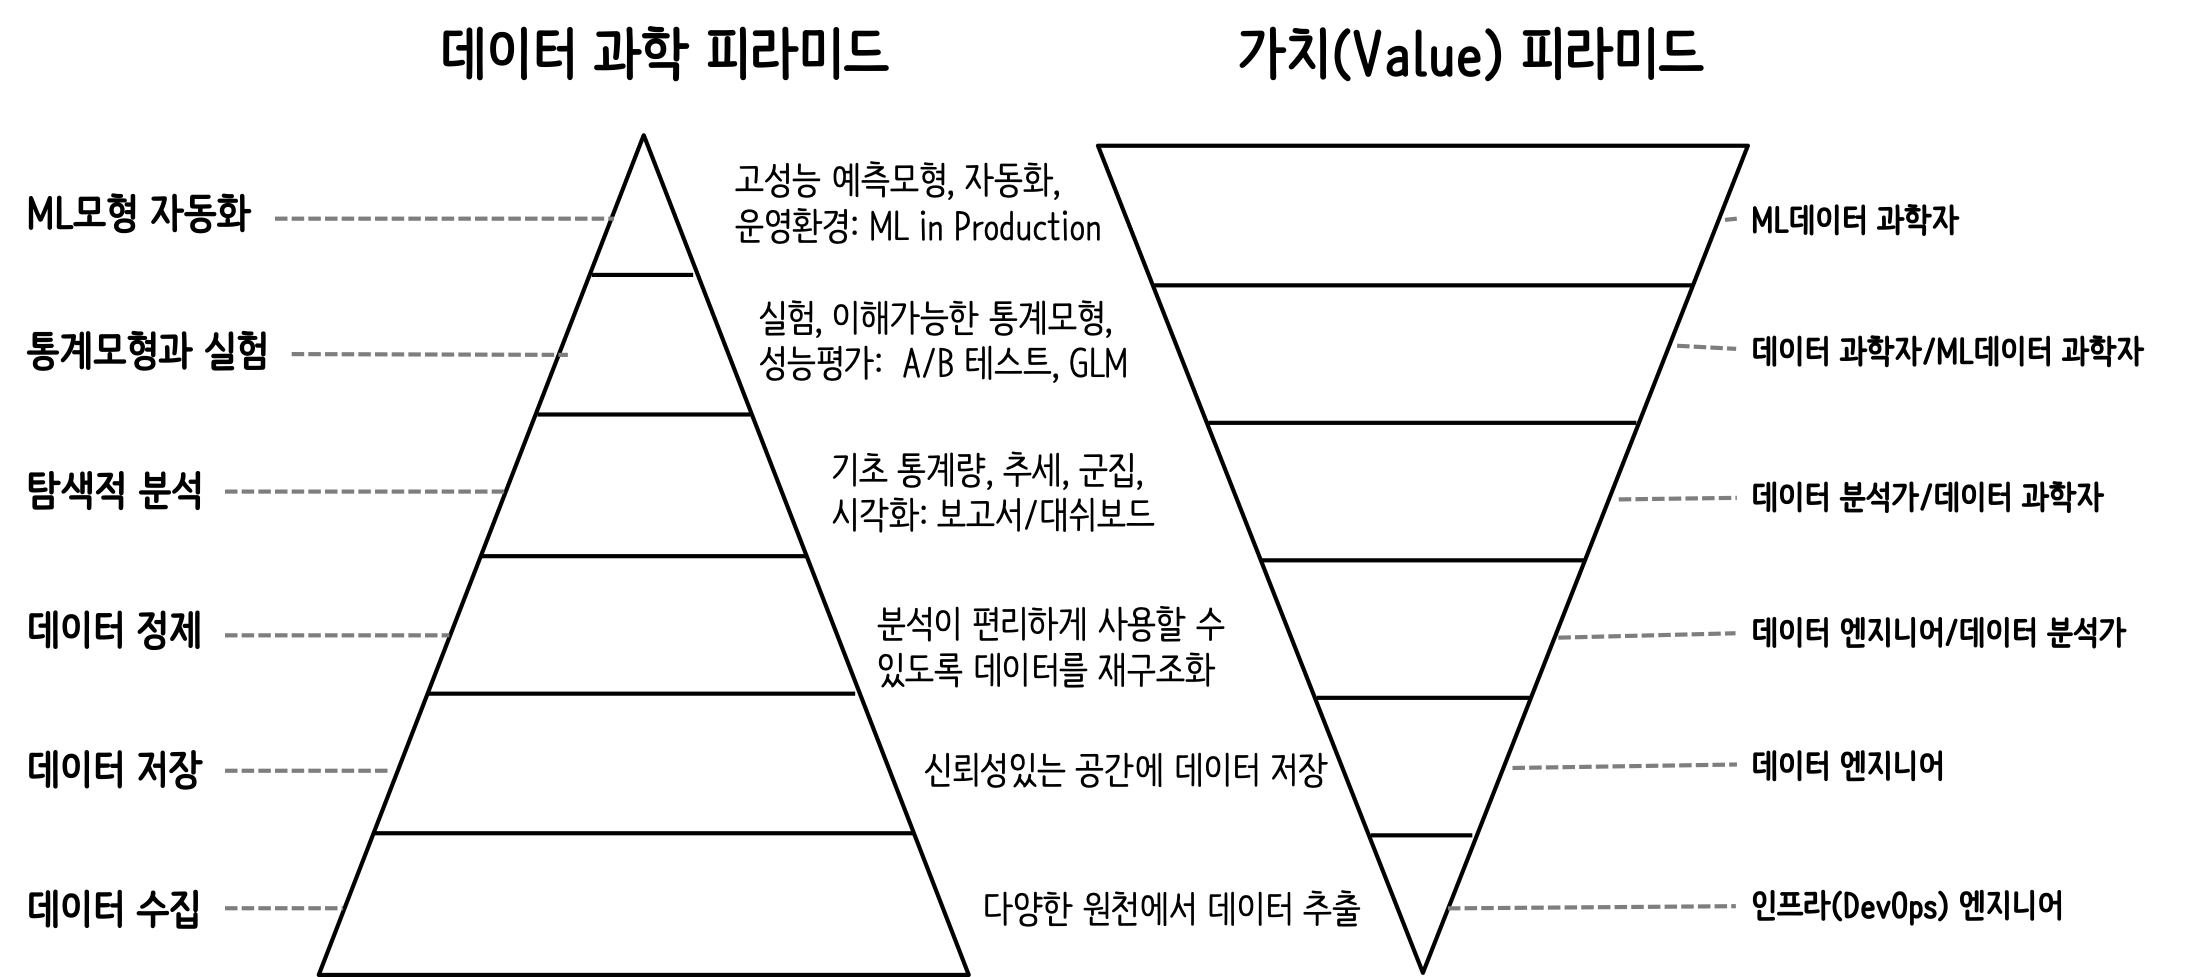 데이터 과학 피라미드
가치(Value) 피라미드
ML모형 자동화
고성능 예측모형, 자동화,
운영환경: ML in Production
ML데이터 과학자
통계모형과 실험
실험, 이해가능한 통계모형,
성능평가: A/B 테스트, GLM
데이터 과학자/ML데이터 과학자
탐색적 분석
기초 통계량, 추세, 군집,
시각화: 보고서/대쉬보드
데이터 분석가/데이터 과학자
데이터 정제
분석이 편리하게 사용할 수
있도록 데이터를 재구조화
데이터 엔지니어/데이터 분석가
데이터 저장
신뢰성있는 공간에 데이터 저장
데이터 엔지니어
데이터 수집
다양한 원천에서 데이터 추출
인프라(DevOps) 엔지니어